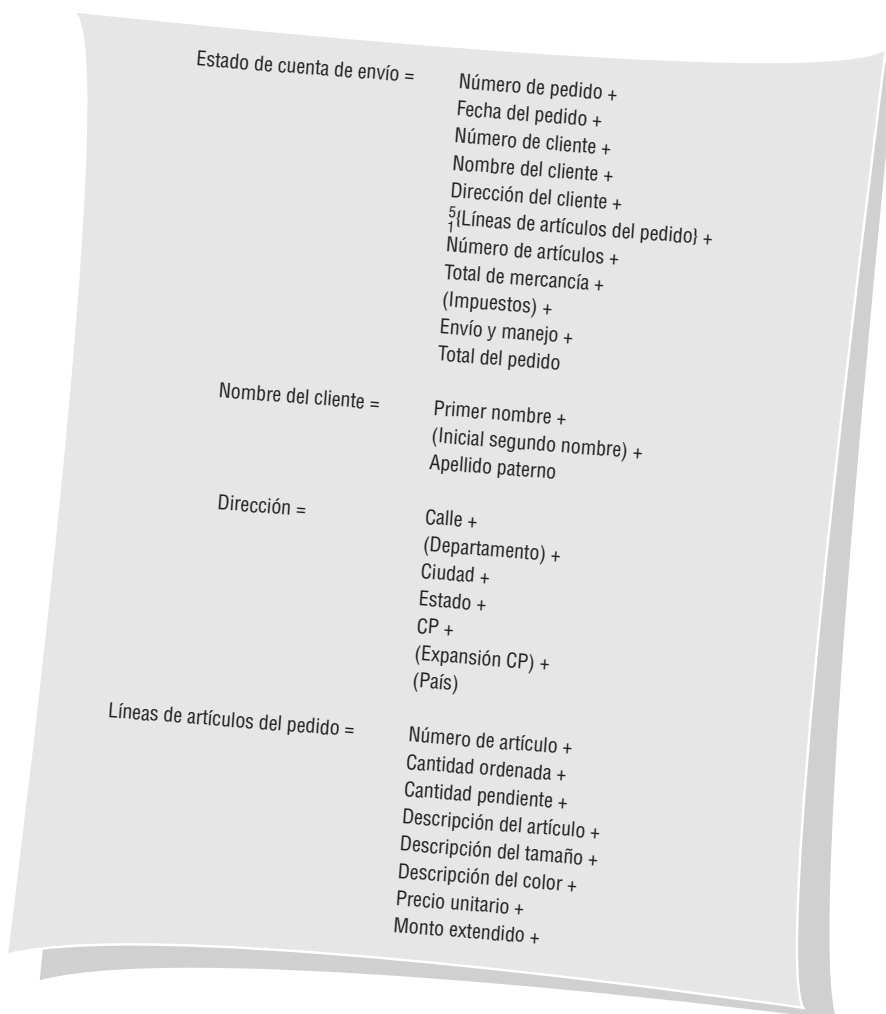 Estado de cuenta de envío = Número de pedido +
Fecha del pedido +
Número de cliente +
Nombre del cliente +
Dirección del cliente +
5
1{Líneas de artículos del pedido} +
Número de artículos +
Total de mercancía +
(Impuestos) +
Envío y manejo +
Total del pedido
Nombre del cliente = Primer nombre +
(Inicial segundo nombre) +
Apellido paterno
Dirección = Calle +
(Departamento) +
Ciudad +
Estado +
CP +
(Expansión CP) +
(País)
Líneas de artículos del pedido = Número de artículo +
Cantidad ordenada +
Cantidad pendiente +
Descripción del artículo +
Descripción del tamaño +
Descripción del color +
Precio unitario +
Monto extendido +